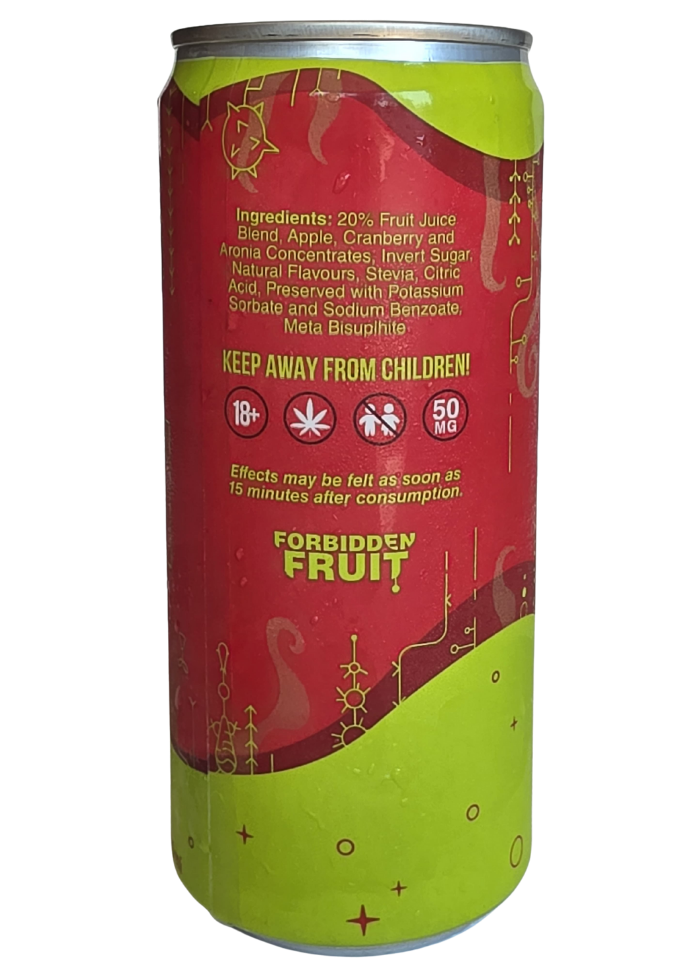 Ingredients: 20% Fruit Juice
Blend, Apple, Cranberry and
Aronia Concentrates, Invert Sugar,
Natural Flavours, Stevia, Citric
Acid, Preserved with Potassium
Sorbate and Sodium Benzoate,
Meta Bisuplhite
KEEP AWAY FROM CHILDREN!
18+
50
MG
Effects may be felt as soon as
15 minutes after consumption.
FORBIDDEN
FRUIT